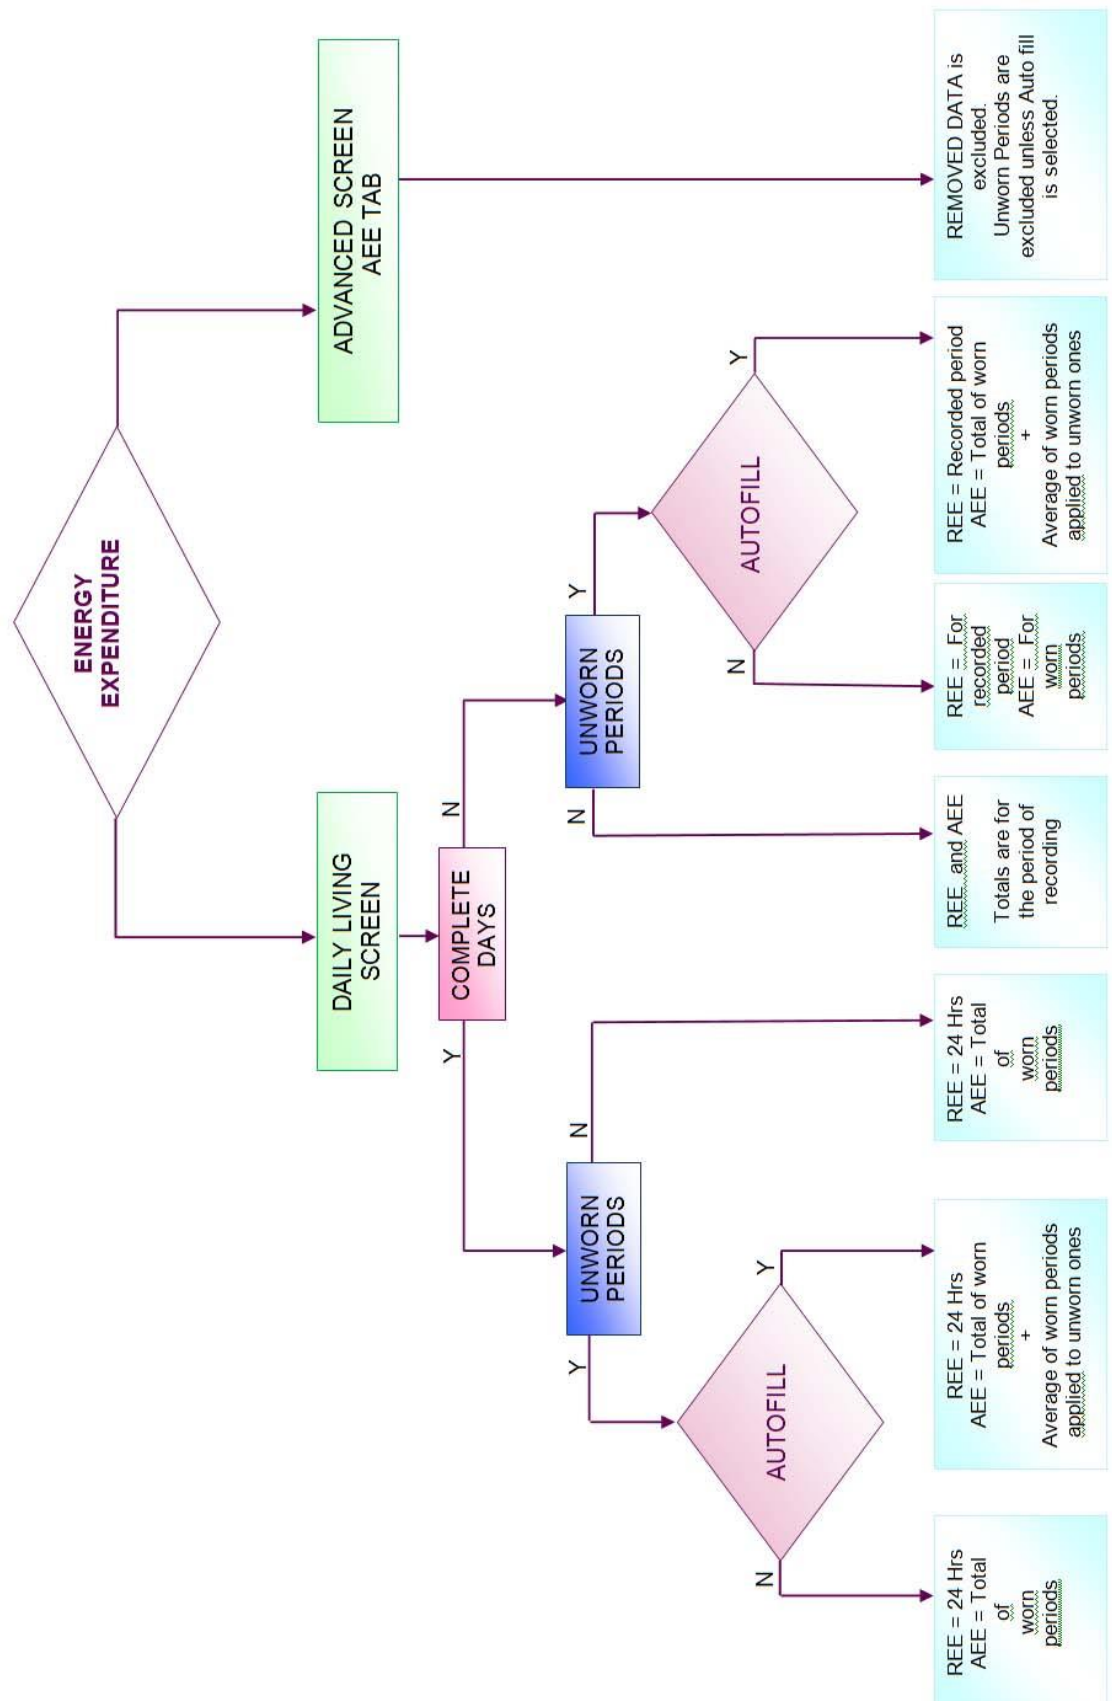 ENERGY
EXPENDITURE
DAILY LIVING
SCREEN
ADVANCED SCREEN
AEE TAB
Y
COMPLETE
DAYS
N
Y
UNWORN
PERIODS
N
N
UNWORN
PERIODS
Y
N
AUTOFILL
Y
N
AUTOFILL
Y
REE = 24 Hrs
AEE = Total
of
worn
periods
REE = 24 Hrs
AEE = Total of worn
periods
+
Average of worn periods
applied to unworn ones
REE = 24 Hrs
AEE = Total
of
worn
periods
REE and AEE
Totals are for
the period of
recording
REE = For
recorded
period
AEE = For
worn
periods
REE = Recorded period
AEE = Total of worn
periods
+
Average of worn periods
applied to unworn ones
REMOVED DATA is
excluded.
Unworn Periods are
excluded unless Auto fill
is selected.